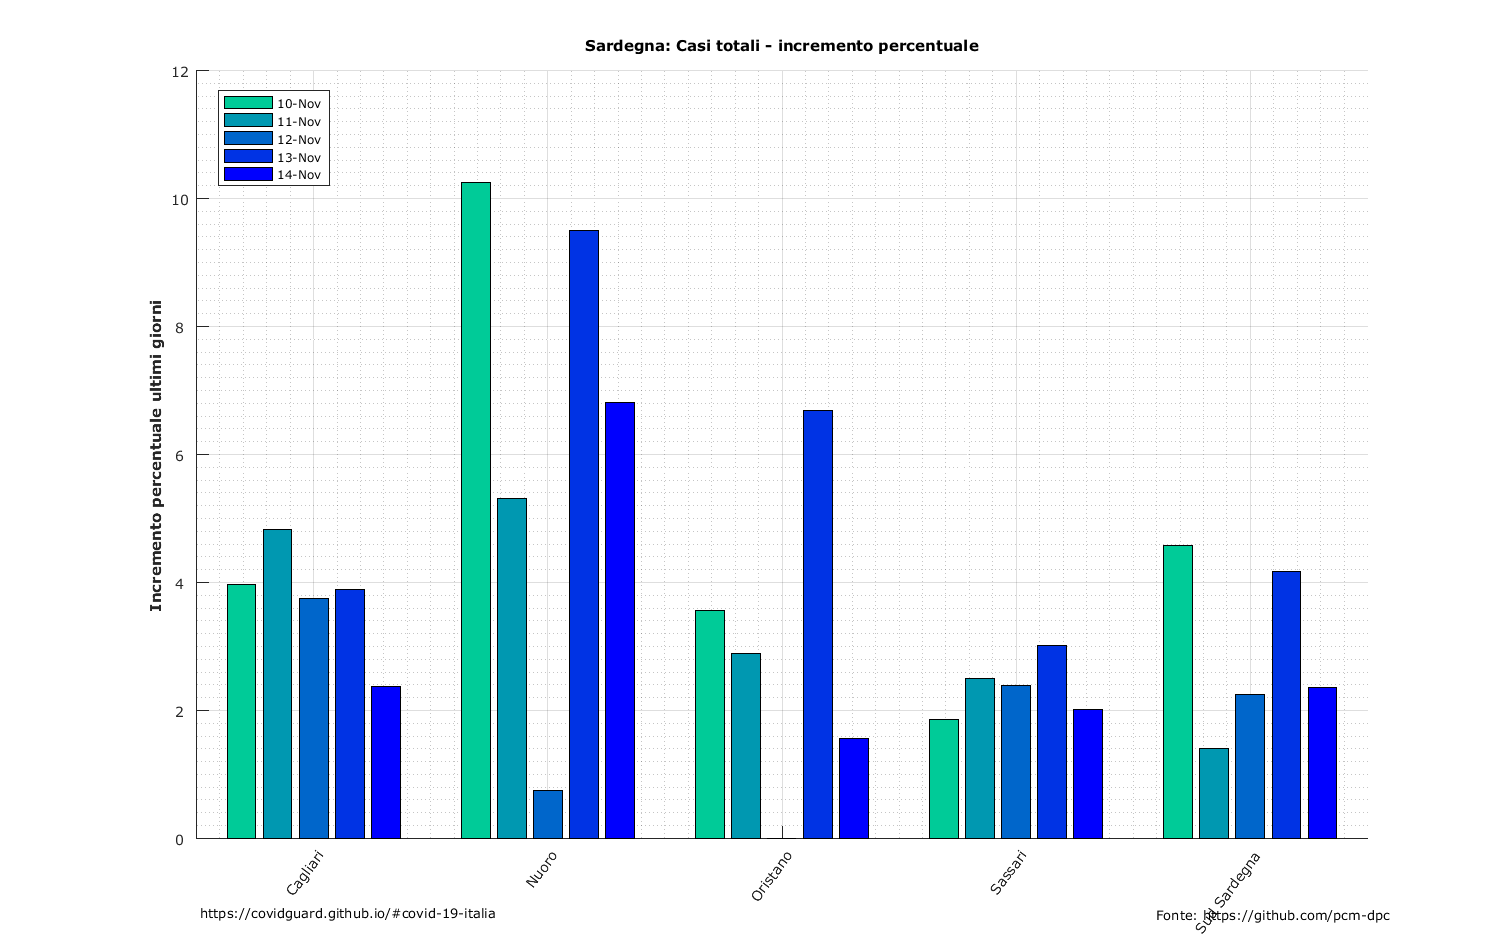 Sardegna: Casi totali - incremento percentuale
12
10
8
6
4
2
0
Incremento percentuale ultimi giorni
10-Nov
11-Nov
12-Nov
13-Nov
14-Nov
Cagliari
Nuoro
Oristano
Sassari
Sud Sardegna
https://covidguard.github.io/#covid-19-italia
Fonte: https://github.com/pcm-dpc